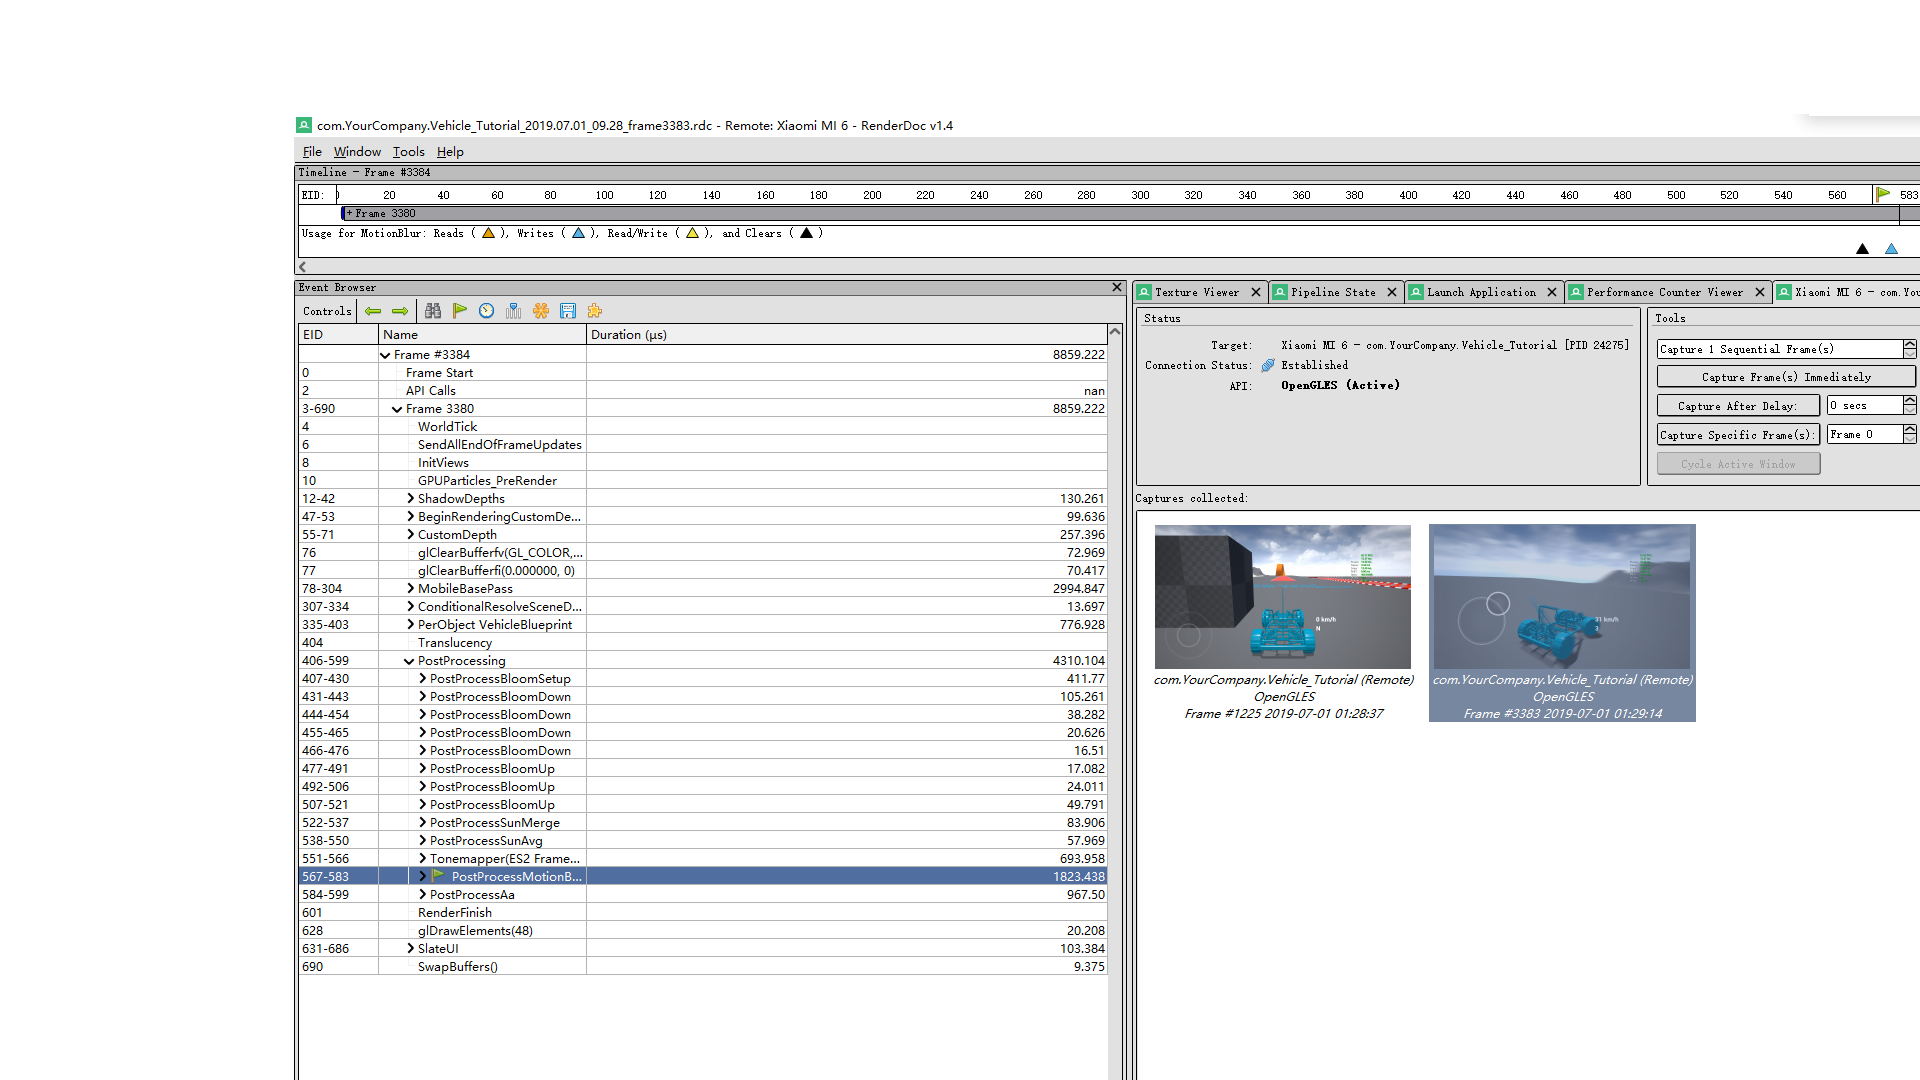 com.YourCompany.Vehicle_Tutorial_2019.07.01_09.28_frame3383.rdc - Remote: Xiaomi MI 6 - RenderDoc v1.4
File Window Tools Help
Timeline - Frame #3384
EID: 20 40 60 80 100 120 140 160 180 200 220 240 260 280 300 320 340 360 380 400 420 440 460 480 500 520 540 560 583
+ Frame 3380
Usage for MotionBlur: Reads ( ), Writes ( ), Read/Write ( ), and Clears ( )
Event Browser
Controls
EID Name Duration (µs)
Frame #3384 8859.222
0 Frame Start
2 API Calls nan
3-690 Frame 3380 8859.222
4 WorldTick
6 SendAllEndOfFrameUpdates
8 InitViews
10 GPUParticles_PreRender
12-42 ShadowDepths 130.261
47-53 BeginRenderingCustomDe... 99.636
55-71 CustomDepth 257.396
76 glClearBufferfv(GL_COLOR,... 72.969
77 glClearBufferfi(0.000000, 0) 70.417
78-304 MobileBasePass 2994.847
307-334 ConditionalResolveSceneD... 13.697
335-403 PerObject VehicleBlueprint 776.928
404 Translucency
406-599 PostProcessing 4310.104
407-430 PostProcessBloomSetup 411.77
431-443 PostProcessBloomDown 105.261
444-454 PostProcessBloomDown 38.282
455-465 PostProcessBloomDown 20.626
466-476 PostProcessBloomDown 16.51
477-491 PostProcessBloomUp 17.082
492-506 PostProcessBloomUp 24.011
507-521 PostProcessBloomUp 49.791
522-537 PostProcessSunMerge 83.906
538-550 PostProcessSunAvg 57.969
551-566 Tonemapper(ES2 Frame... 693.958
567-583 PostProcessMotionB... 1823.438
584-599 PostProcessAa 967.50
601 RenderFinish
628 glDrawElements(48) 20.208
631-686 SlateUI 103.384
690 SwapBuffers() 9.375
Texture Viewer Pipeline State Launch Application Performance Counter Viewer Xiaomi MI 6 - com.You
Status
Target: Xiaomi MI 6 - com.YourCompany.Vehicle_Tutorial [PID 24275]
Connection Status: Established
API: OpenGLES (Active)
Tools
Capture 1 Sequential Frame(s)
Capture Frame(s) Immediately
Capture After Delay: 0 secs
Capture Specific Frame(s): Frame 0
Cycle Active Window
Captures collected:
0 km/h
N
31 km/h
3
com.YourCompany.Vehicle_Tutorial (Remote)
OpenGLES
Frame #1225 2019-07-01 01:28:37
com.YourCompany.Vehicle_Tutorial (Remote)
OpenGLES
Frame #3383 2019-07-01 01:29:14